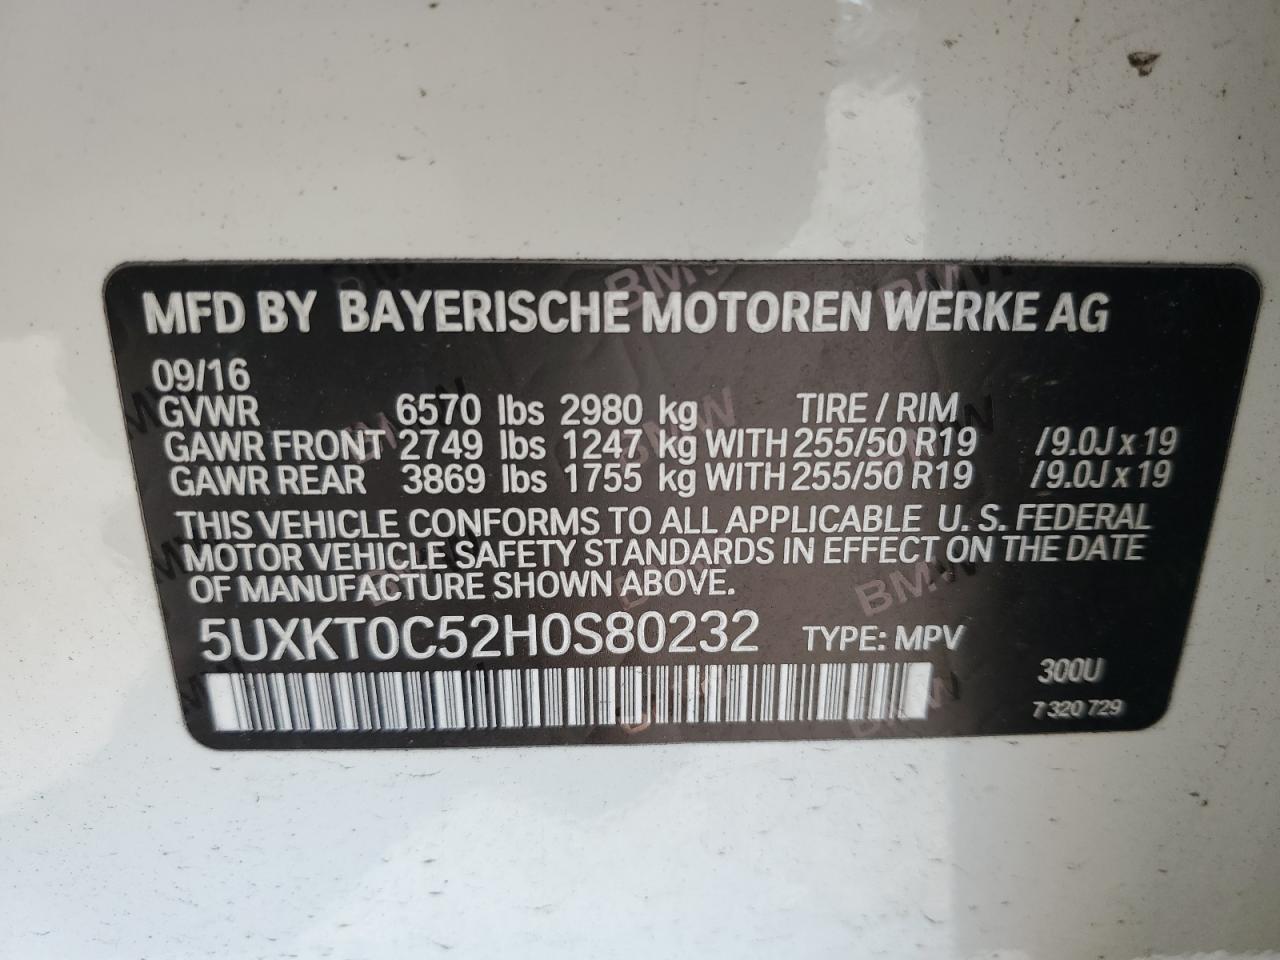 MFD BY BAYERISCHE MOTOREN WERKE AG
09/16
GVWR 6570 lbs 2980 kg TIRE / RIM
GAWR FRONT 2749 lbs 1247 kg WITH 255/50 R19 /9.0J x 19
GAWR REAR 3869 lbs 1755 kg WITH 255/50 R19 /9.0J x 19
THIS VEHICLE CONFORMS TO ALL APPLICABLE U. S. FEDERAL
MOTOR VEHICLE SAFETY STANDARDS IN EFFECT ON THE DATE
OF MANUFACTURE SHOWN ABOVE.
5UXKT0C52H0S80232 TYPE: MPV
300U
7 320 729